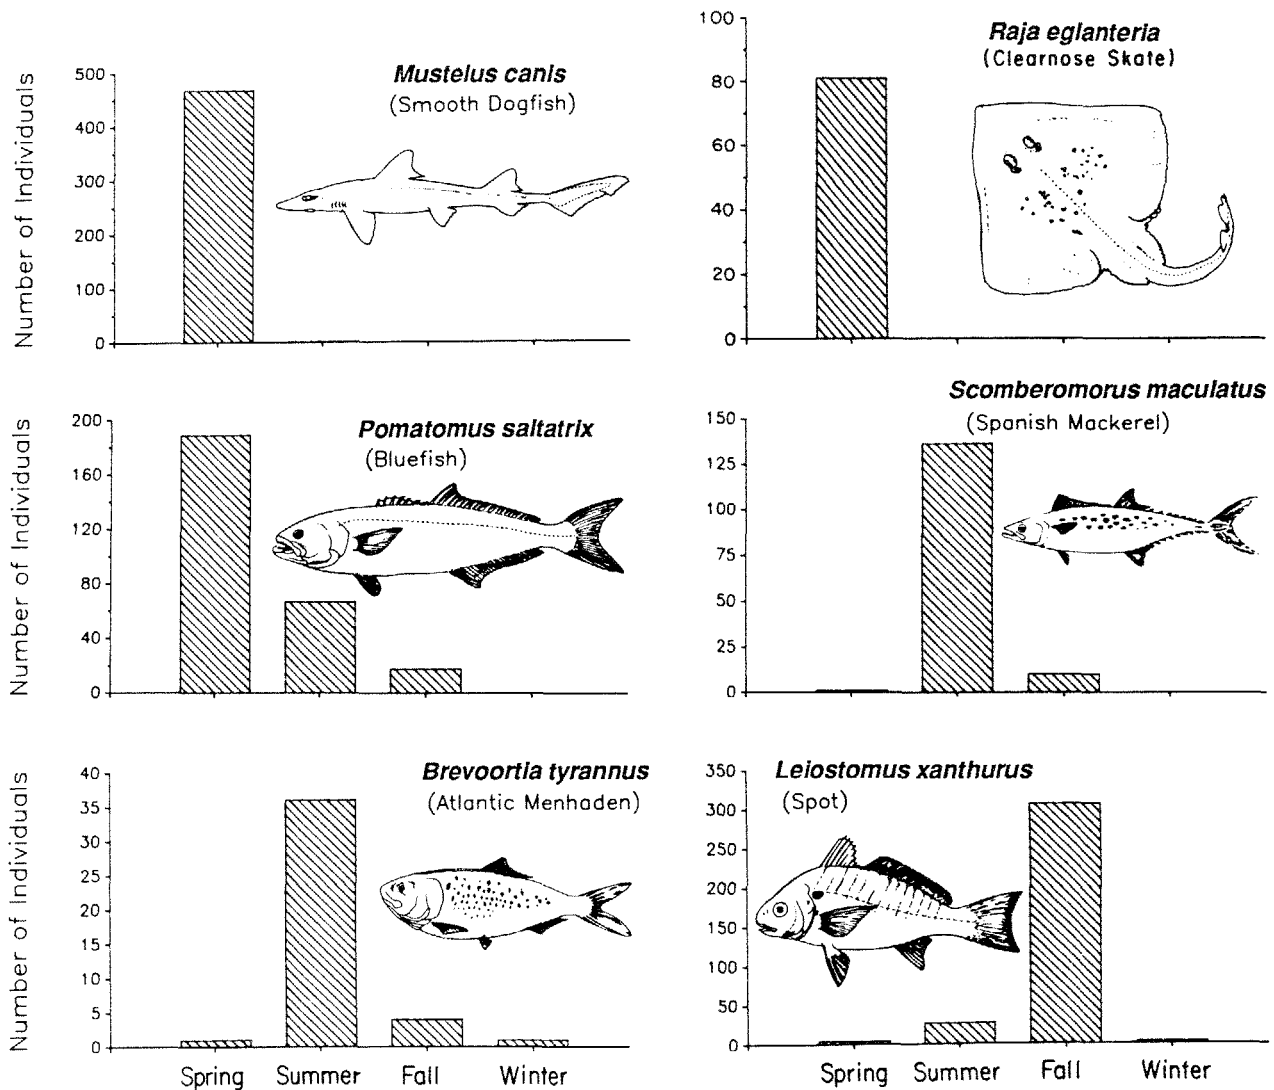 Mustelus canis
(Smooth Dogfish)
Number of Individuals
500
400
300
200
100
0
Raja eglanteria
(Clearnose Skate)
100
80
60
40
20
0
Pomatomus saltatrix
(Bluefish)
Number of Individuals
200
160
120
80
40
0
Scomberomorus maculatus
(Spanish Mackerel)
150
125
100
75
50
25
0
Brevoortia tyrannus
(Atlantic Menhaden)
Number of Individuals
40
35
30
25
20
15
10
5
0
Spring Summer Fall Winter
Leiostomus xanthurus
(Spot)
350
300
250
200
150
100
50
0
Spring Summer Fall Winter